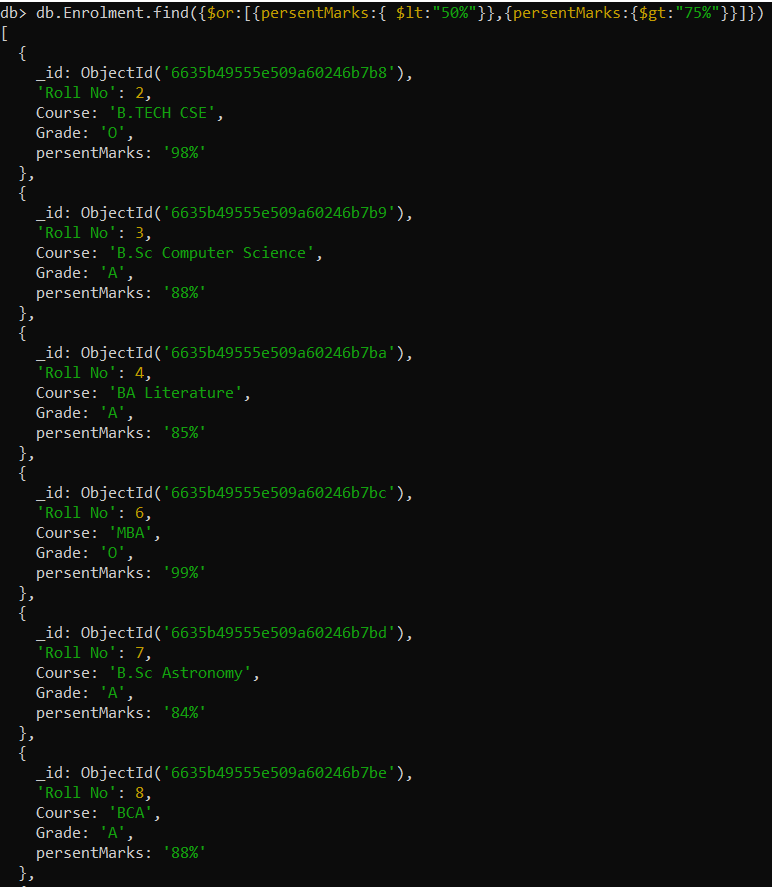 db> db.Enrolment.find({$or:[{persentMarks:{ $lt:"50%"}},{persentMarks:{$gt:"75%"}}]})
[
  {
    _id: ObjectId('6635b49555e509a60246b7b8'),
    'Roll No': 2,
    Course: 'B.TECH CSE',
    Grade: 'O',
    persentMarks: '98%'
  },
  {
    _id: ObjectId('6635b49555e509a60246b7b9'),
    'Roll No': 3,
    Course: 'B.Sc Computer Science',
    Grade: 'A',
    persentMarks: '88%'
  },
  {
    _id: ObjectId('6635b49555e509a60246b7ba'),
    'Roll No': 4,
    Course: 'BA Literature',
    Grade: 'A',
    persentMarks: '85%'
  },
  {
    _id: ObjectId('6635b49555e509a60246b7bc'),
    'Roll No': 6,
    Course: 'MBA',
    Grade: 'O',
    persentMarks: '99%'
  },
  {
    _id: ObjectId('6635b49555e509a60246b7bd'),
    'Roll No': 7,
    Course: 'B.Sc Astronomy',
    Grade: 'A',
    persentMarks: '84%'
  },
  {
    _id: ObjectId('6635b49555e509a60246b7be'),
    'Roll No': 8,
    Course: 'BCA',
    Grade: 'A',
    persentMarks: '88%'
  },